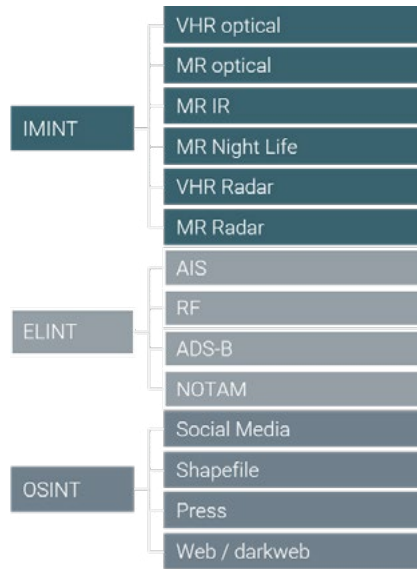 IMINT
VHR optical
MR optical
MR IR
MR Night Life
VHR Radar
MR Radar
ELINT
AIS
RF
ADS-B
NOTAM
OSINT
Social Media
Shapefile
Press
Web / darkweb